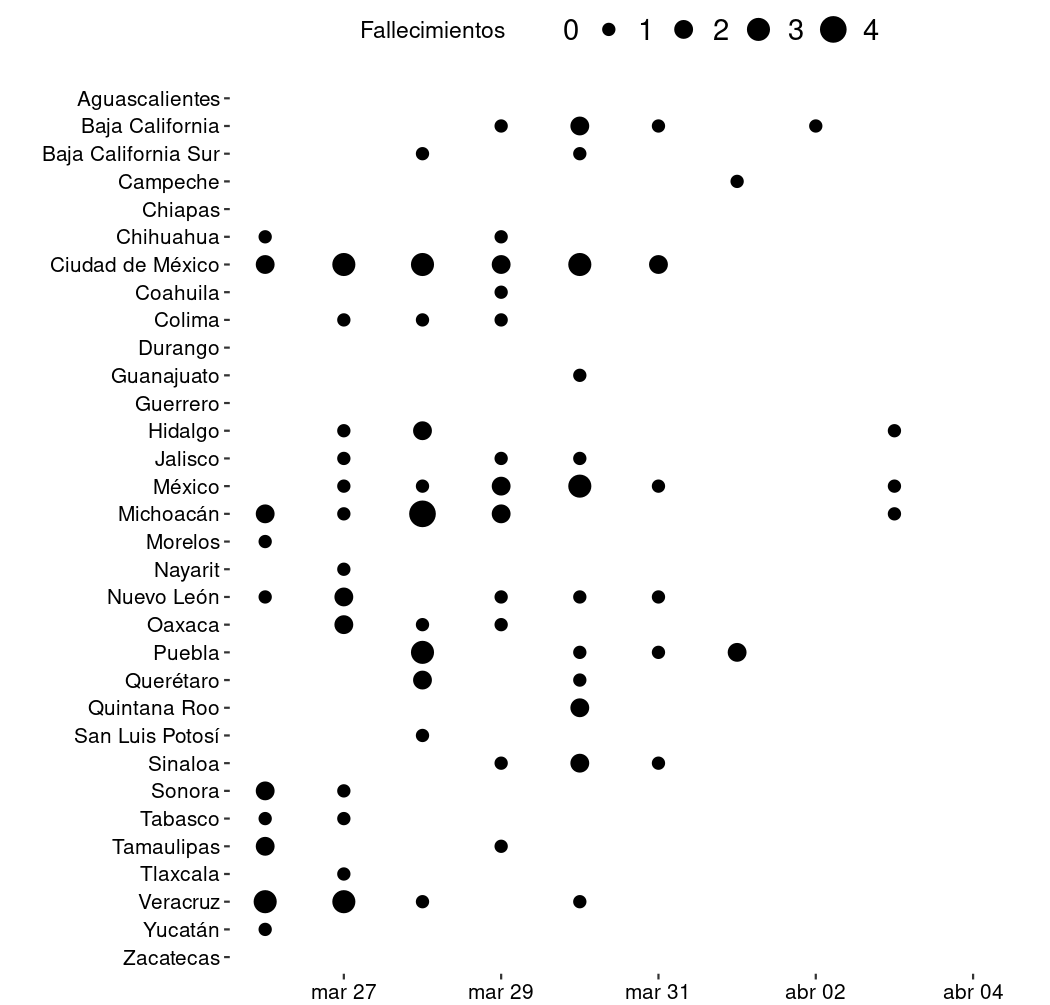 Fallecimientos 0 1 2 3 4
Aguascalientes
Baja California
Baja California Sur
Campeche
Chiapas
Chihuahua
Ciudad de México
Coahuila
Colima
Durango
Guanajuato
Guerrero
Hidalgo
Jalisco
México
Michoacán
Morelos
Nayarit
Nuevo León
Oaxaca
Puebla
Querétaro
Quintana Roo
San Luis Potosí
Sinaloa
Sonora
Tabasco
Tamaulipas
Tlaxcala
Veracruz
Yucatán
Zacatecas
mar 27 mar 29 mar 31 abr 02 abr 04